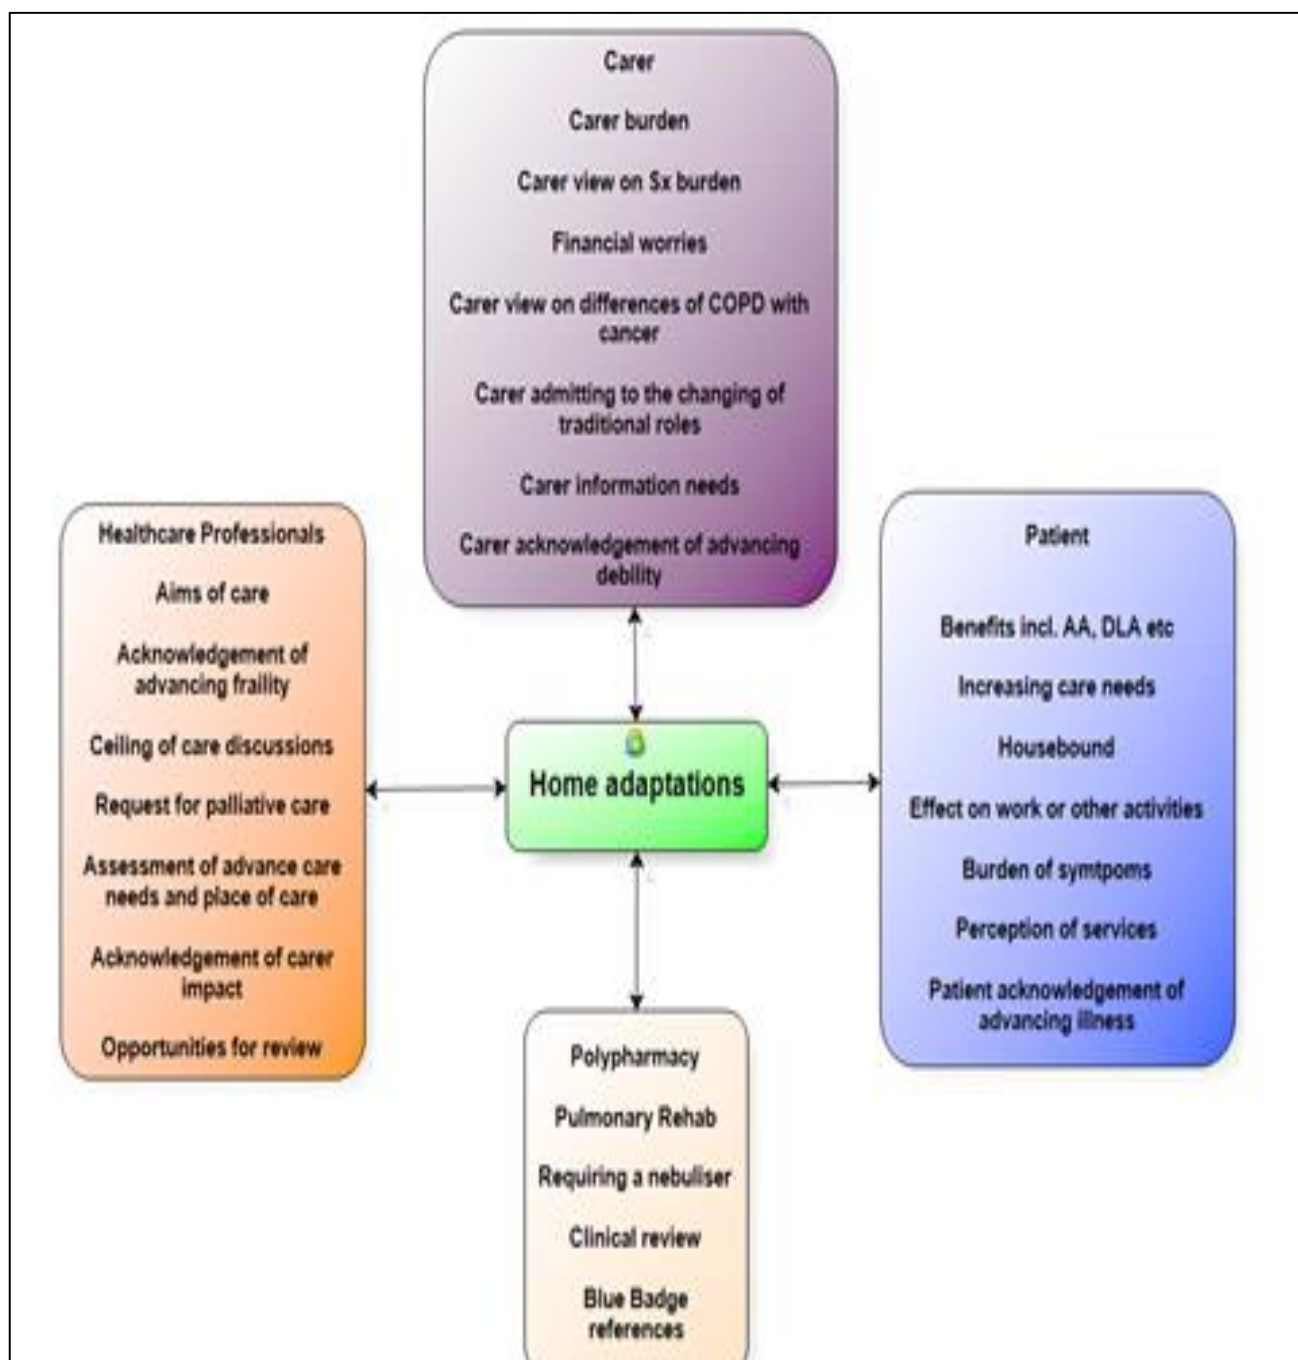 Carer
Carer burden
Carer view on Sx burden
Financial worries
Carer view on differences of COPD with
cancer
Carer admitting to the changing of
traditional roles
Carer information needs
Carer acknowledgement of advancing
debility
Healthcare Professionals
Aims of care
Acknowledgement of
advancing fraility
Ceiling of care discussions
Request for palliative care
Assessment of advance care
needs and place of care
Acknowledgement of carer
impact
Opportunities for review
Home adaptations
Patient
Benefits incl. AA, DLA etc
Increasing care needs
Housebound
Effect on work or other activities
Burden of symtpoms
Perception of services
Patient acknowledgement of
advancing illness
Polypharmacy
Pulmonary Rehab
Requiring a nebuliser
Clinical review
Blue Badge
references